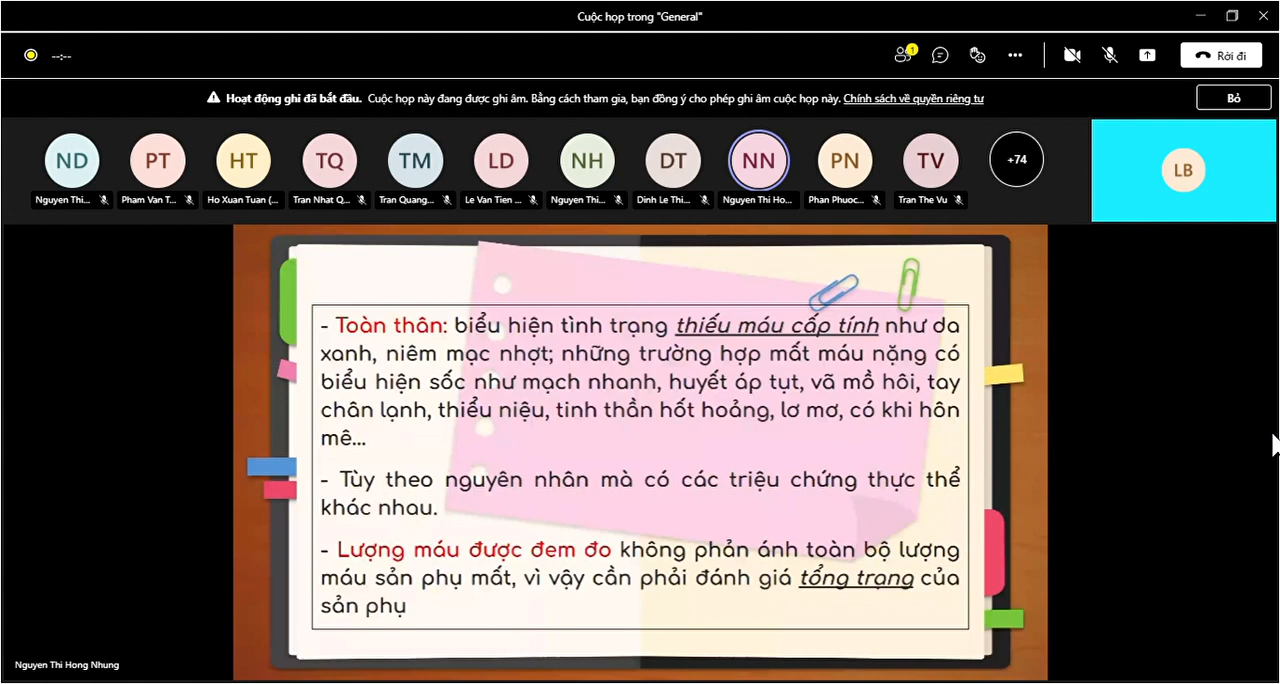 Cuộc họp trong "General"
--:--
1
Rời đi
Hoạt động ghi đã bắt đầu. Cuộc họp này đang được ghi âm. Bằng cách tham gia, bạn đồng ý cho phép ghi âm cuộc họp này. Chính sách về quyền riêng tư
Bỏ
ND PT HT TQ TM LD NH DT NN PN TV +74 LB
Nguyen Thi... Pham Van T... Ho Xuan Tuan (... Tran Nhat Q... Tran Quang... Le Van Tien ... Nguyen Thi... Dinh Le Thi... Nguyen Thi Ho... Phan Phuoc... Tran The Vu
- Toàn thân: biểu hiện tình trạng thiếu máu cấp tính như da
xanh, niêm mạc nhợt; những trường hợp mất máu nặng có
biểu hiện sốc như mạch nhanh, huyết áp tụt, vã mồ hôi, tay
chân lạnh, thiểu niệu, tinh thần hốt hoảng, lơ mơ, có khi hôn
mê...
- Tùy theo nguyên nhân mà có các triệu chứng thực thể
khác nhau.
- Lượng máu được đem đo không phản ánh toàn bộ lượng
máu sản phụ mất, vì vậy cần phải đánh giá tổng trạng của
sản phụ
Nguyen Thi Hong Nhung